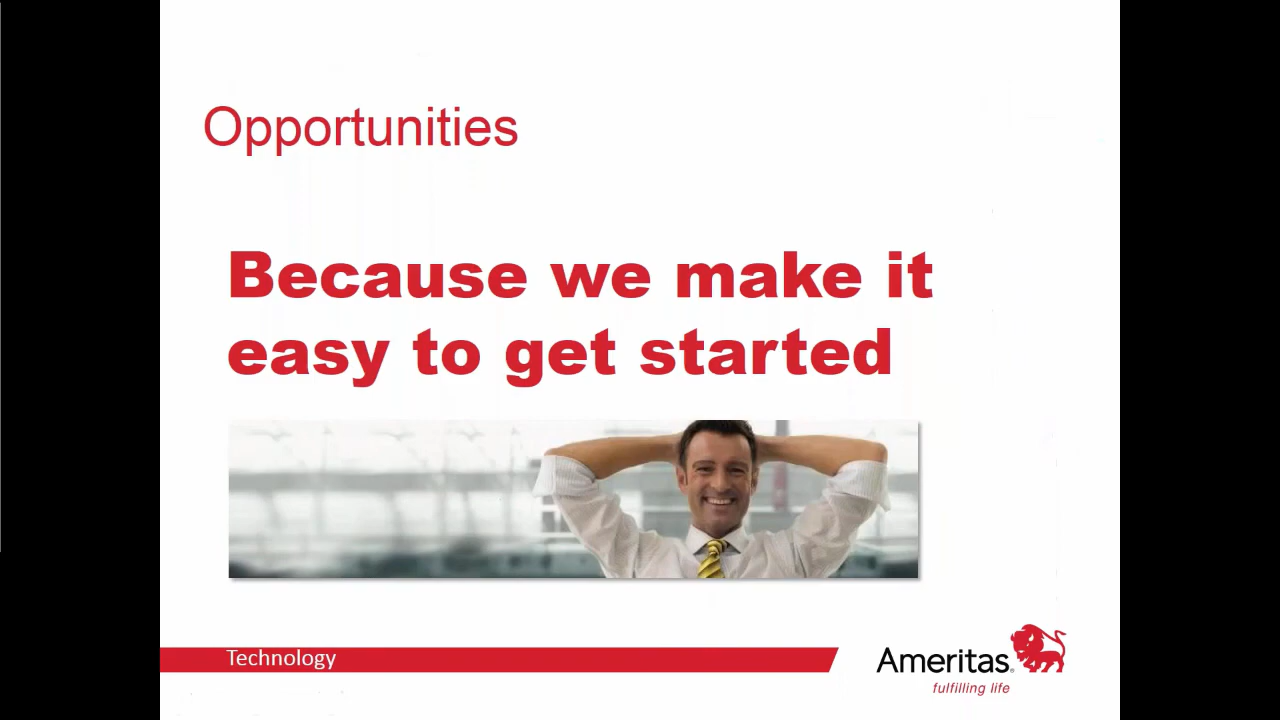 Opportunities
Because we make it
easy to get started
Technology
Ameritas
fulfilling life